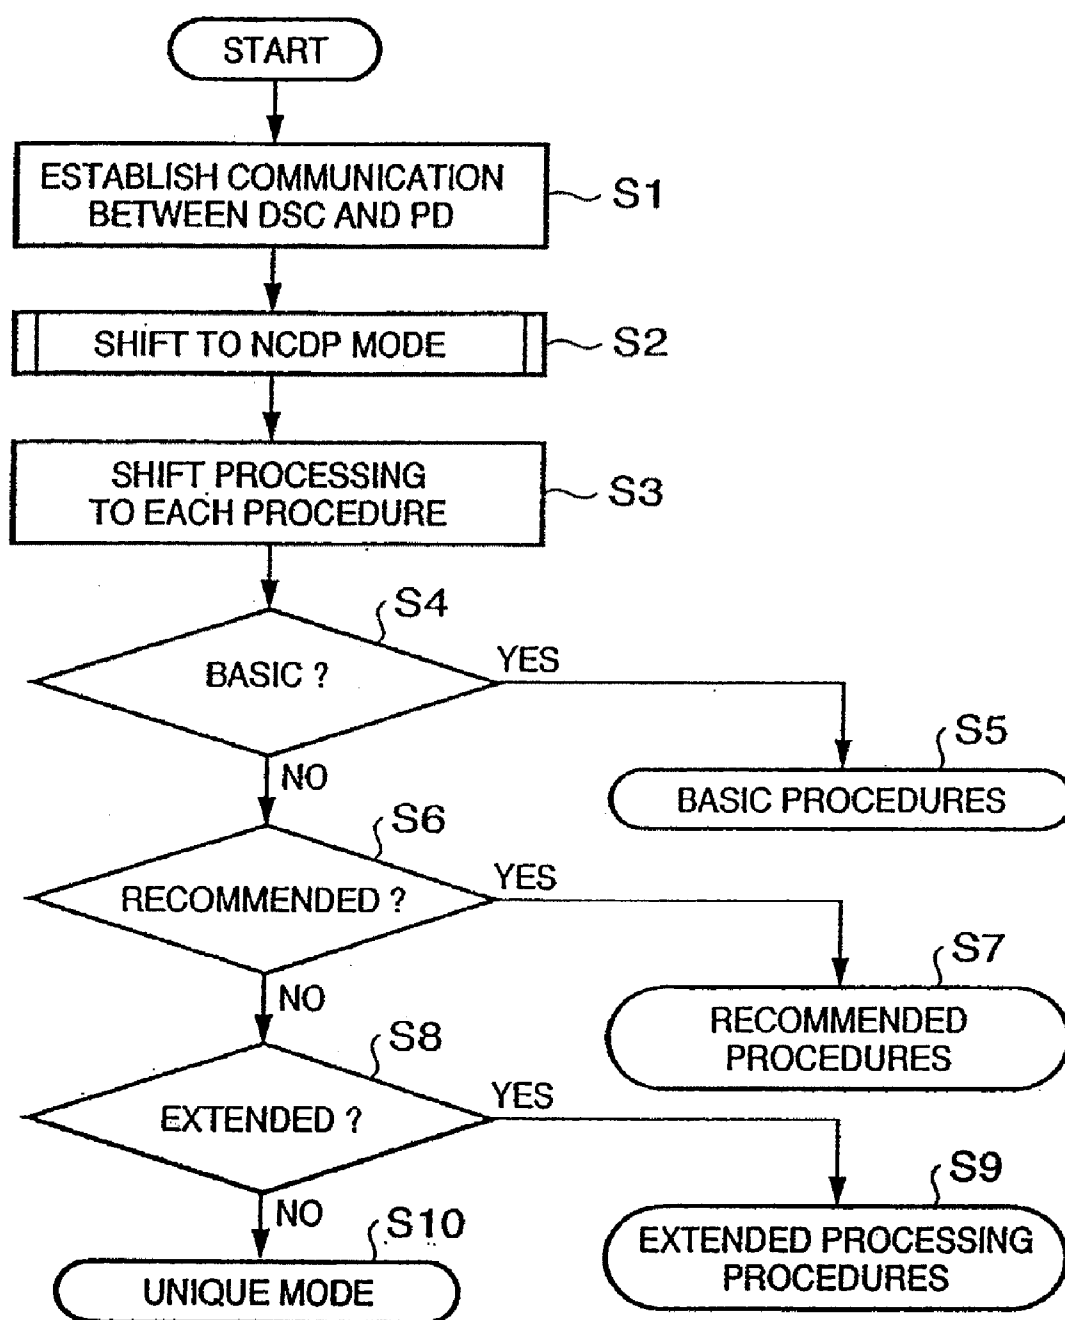 START
ESTABLISH COMMUNICATION
BETWEEN DSC AND PD
S1
SHIFT TO NCDP MODE
S2
SHIFT PROCESSING
TO EACH PROCEDURE
S3
S4
BASIC ?
YES
NO
S5
BASIC PROCEDURES
S6
RECOMMENDED ?
YES
NO
S7
RECOMMENDED
PROCEDURES
S8
EXTENDED ?
YES
NO
S9
EXTENDED PROCESSING
PROCEDURES
S10
UNIQUE MODE